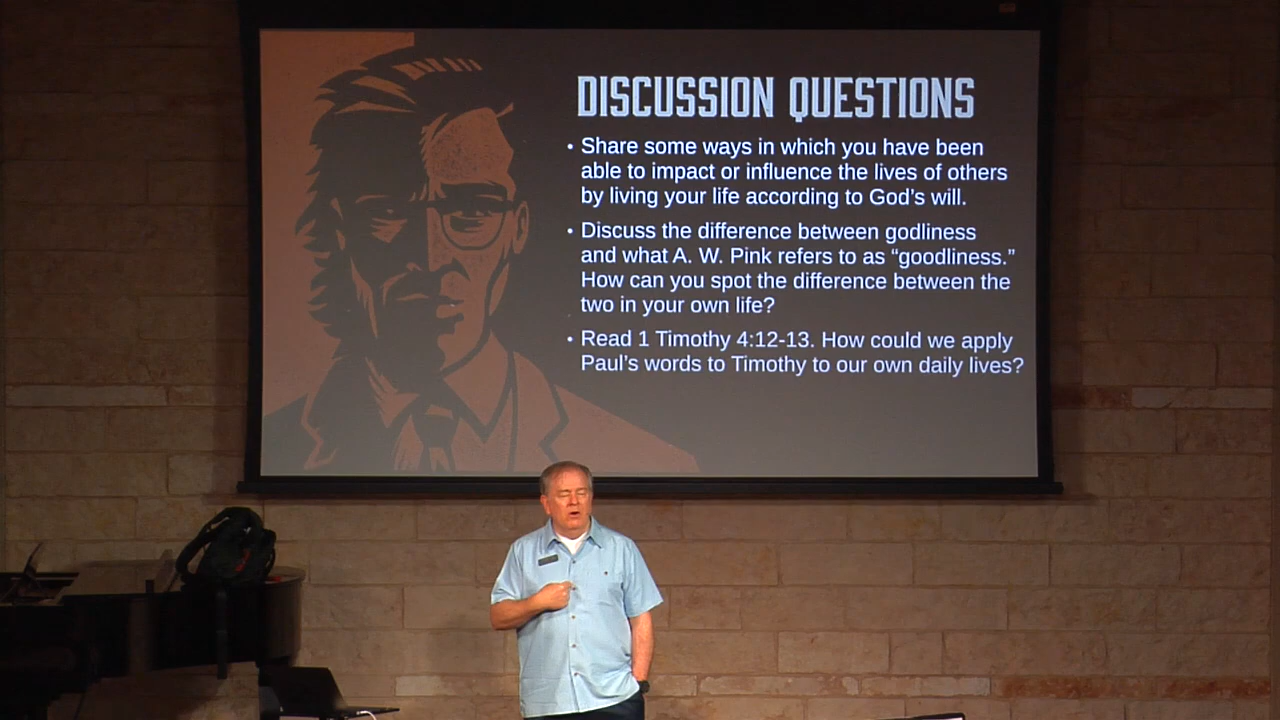 DISCUSSION QUESTIONS
• Share some ways in which you have been
able to impact or influence the lives of others
by living your life according to God's will.
• Discuss the difference between godliness
and what A. W. Pink refers to as “goodliness.”
How can you spot the difference between the
two in your own life?
• Read 1 Timothy 4:12-13. How could we apply
Paul's words to Timothy to our own daily lives?